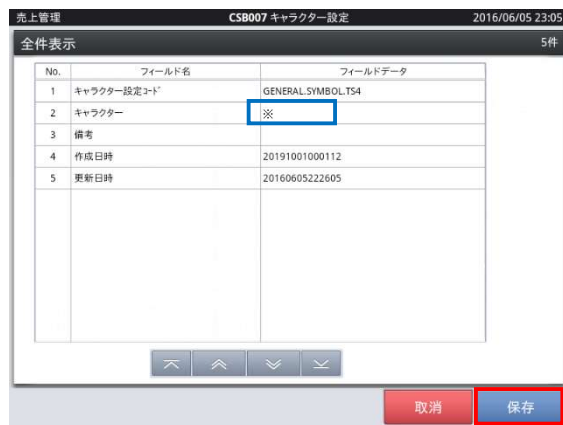 売上管理 CSB007 キャラクター設定 2016/06/05 23:05
全件表示 5件
No. フィールド名 フィールドデータ
1 キャラクター設定ｺｰﾄﾞ GENERAL.SYMBOL.TS4
2 キャラクター ※
3 備考
4 作成日時 20191001000112
5 更新日時 20160605222605
取消 保存